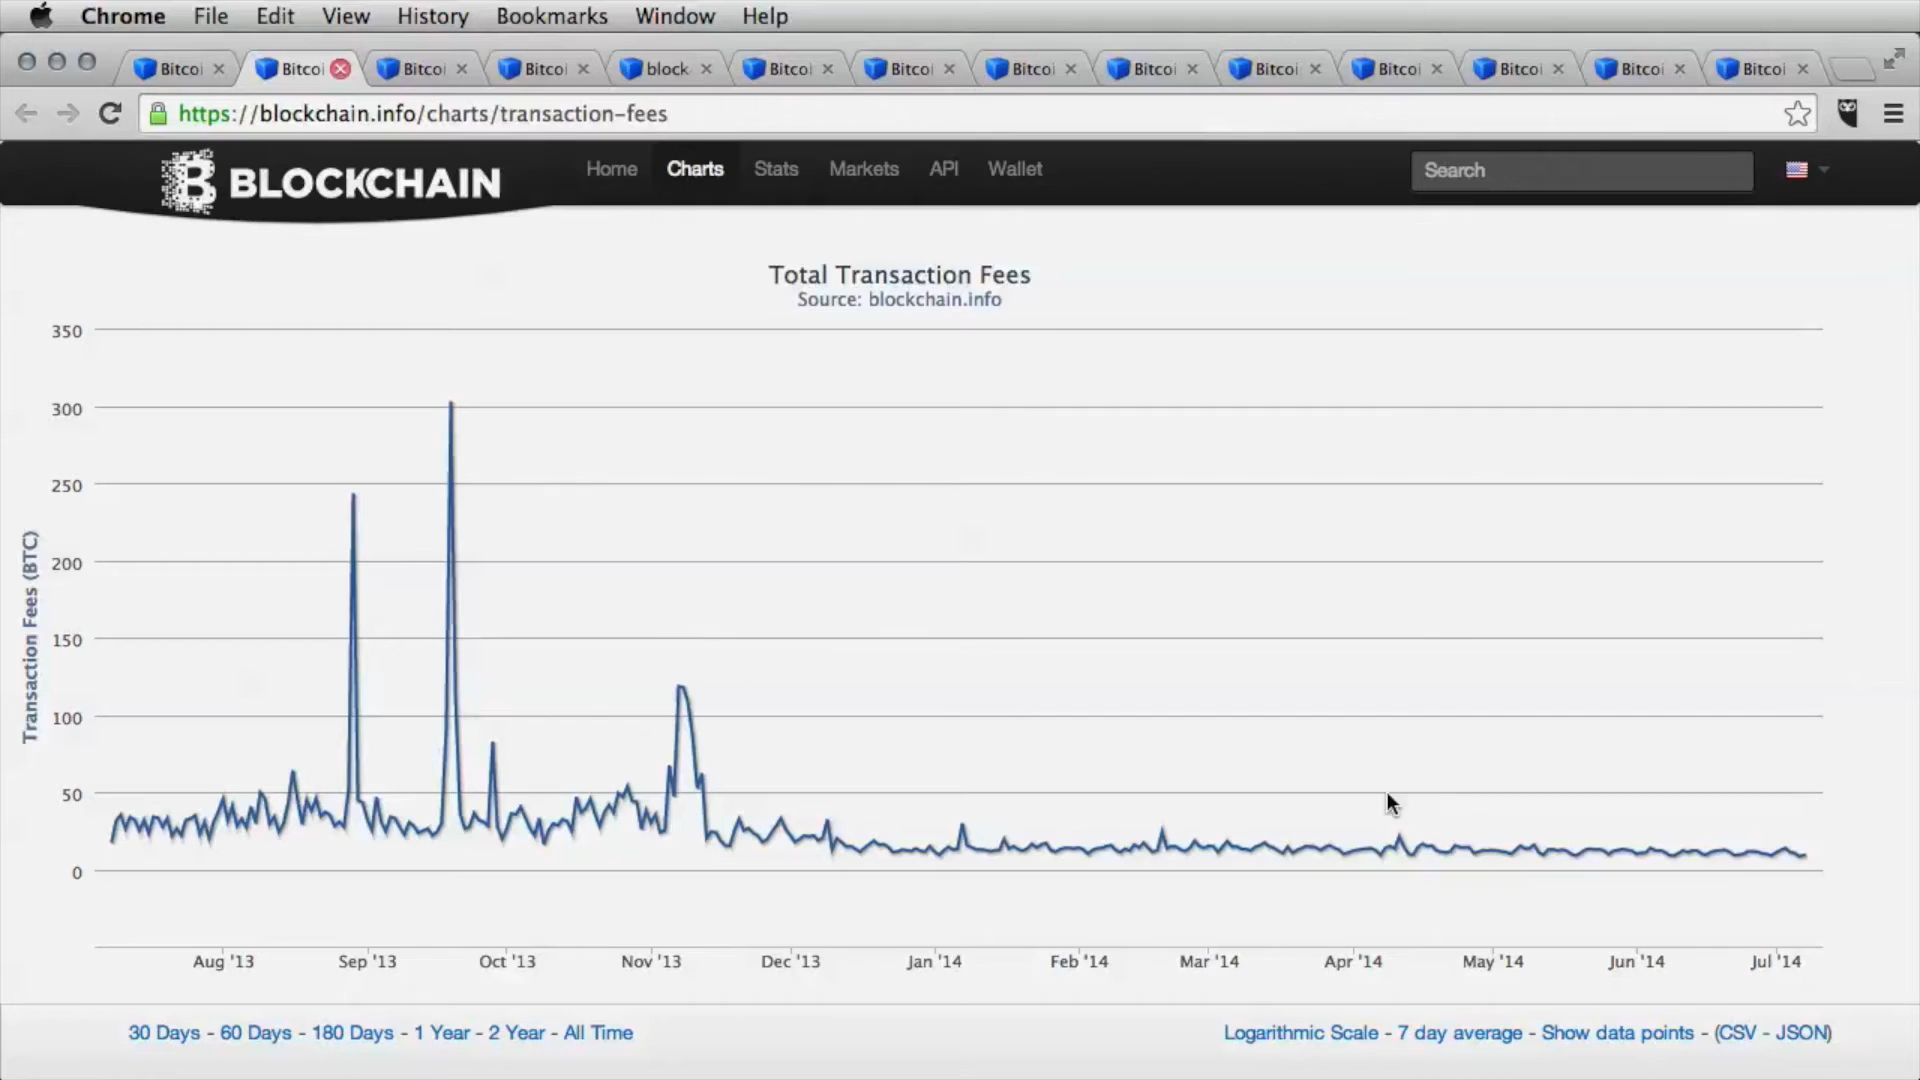 Chrome File Edit View History Bookmarks Window Help
Bitcoi Bitcoi Bitcoi Bitcoi block Bitcoi Bitcoi Bitcoi Bitcoi Bitcoi Bitcoi Bitcoi Bitcoi Bitcoi
https://blockchain.info/charts/transaction-fees
BLOCKCHAIN Home Charts Stats Markets API Wallet Search
Total Transaction Fees
Source: blockchain.info
Transaction Fees (BTC)
350
300
250
200
150
100
50
0
Aug '13 Sep '13 Oct '13 Nov '13 Dec '13 Jan '14 Feb '14 Mar '14 Apr '14 May '14 Jun '14 Jul '14
30 Days - 60 Days - 180 Days - 1 Year - 2 Year - All Time
Logarithmic Scale - 7 day average - Show data points - (CSV - JSON)